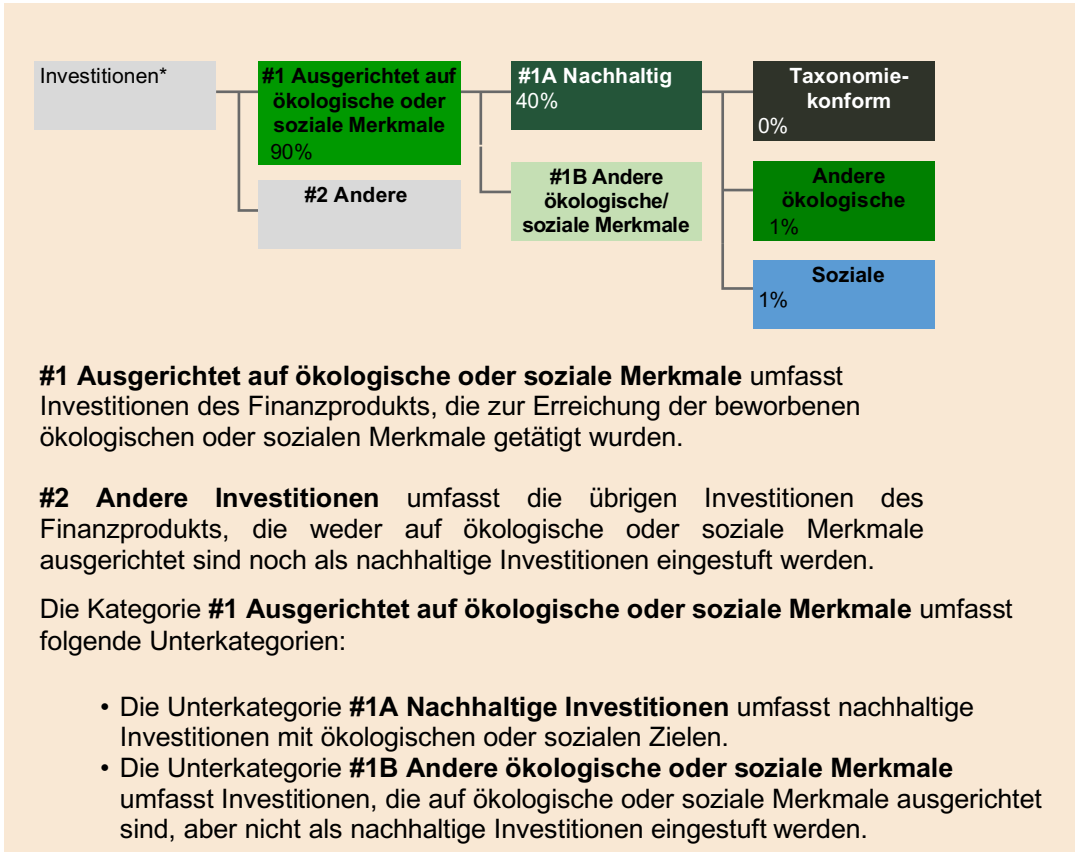 Investitionen*
#1 Ausgerichtet auf
ökologische oder
soziale Merkmale
90%
#2 Andere
#1A Nachhaltig
40%
#1B Andere
ökologische/
soziale Merkmale
Taxonomie-
konform
0%
Andere
ökologische
1%
Soziale
1%
#1 Ausgerichtet auf ökologische oder soziale Merkmale umfasst
Investitionen des Finanzprodukts, die zur Erreichung der beworbenen
ökologischen oder sozialen Merkmale getätigt wurden.
#2 Andere Investitionen umfasst die übrigen Investitionen des
Finanzprodukts, die weder auf ökologische oder soziale Merkmale
ausgerichtet sind noch als nachhaltige Investitionen eingestuft werden.
Die Kategorie #1 Ausgerichtet auf ökologische oder soziale Merkmale umfasst
folgende Unterkategorien:
• Die Unterkategorie #1A Nachhaltige Investitionen umfasst nachhaltige
Investitionen mit ökologischen oder sozialen Zielen.
• Die Unterkategorie #1B Andere ökologische oder soziale Merkmale
umfasst Investitionen, die auf ökologische oder soziale Merkmale ausgerichtet
sind, aber nicht als nachhaltige Investitionen eingestuft werden.